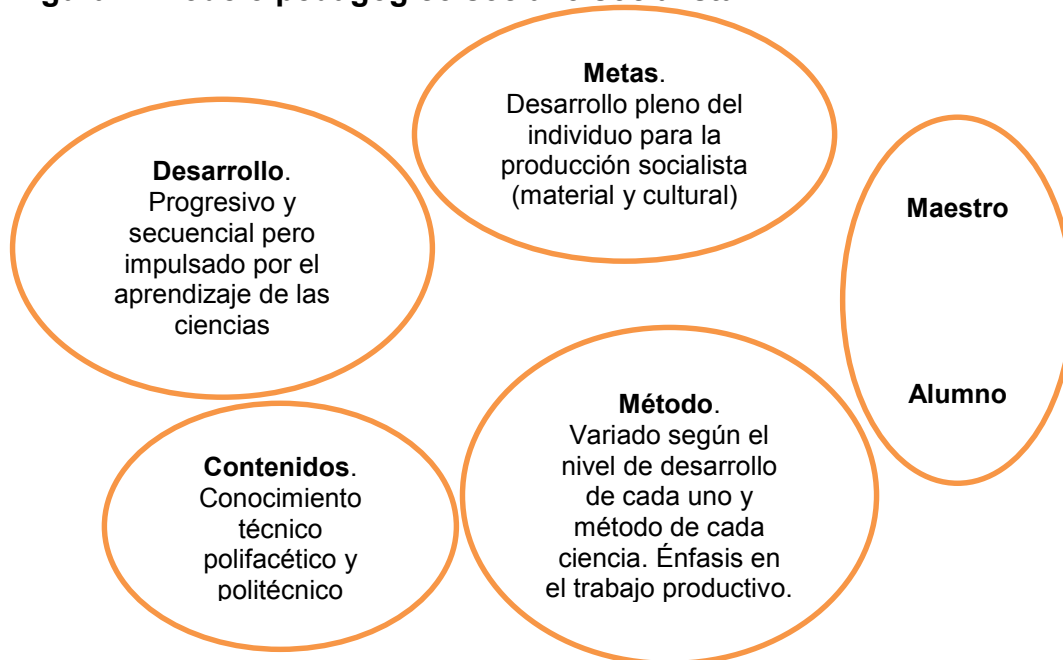 Metas.
Desarrollo pleno del
individuo para la
producción socialista
(material y cultural)
Desarrollo.
Progresivo y
secuencial pero
impulsado por el
aprendizaje de las
ciencias
Maestro
Alumno
Contenidos.
Conocimiento
técnico
polifacético y
politécnico
Método.
Variado según el
nivel de desarrollo
de cada uno y
método de cada
ciencia. Énfasis en
el trabajo productivo.